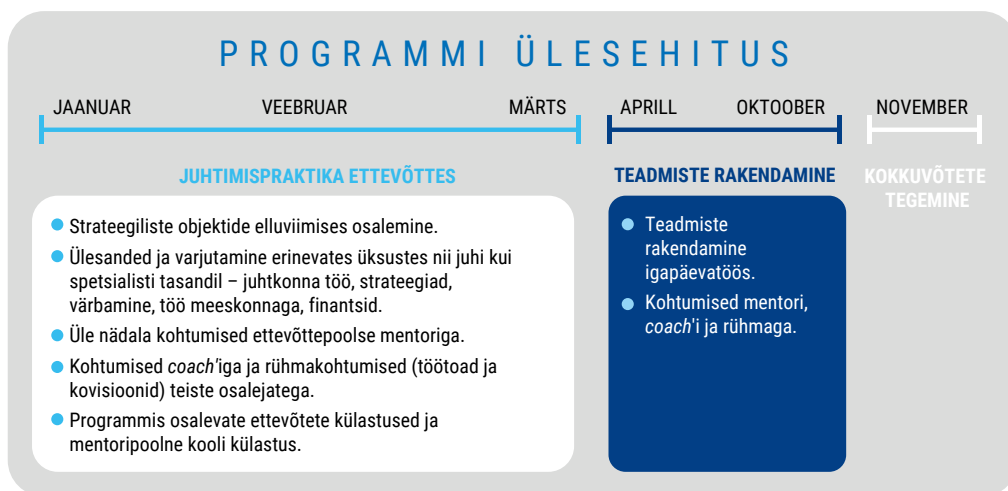 PROGRAMMI ÜLESEHITUS
JAANUAR VEEBRUAR MÄRTS APRILL OKTOOBER NOVEMBER
JUHTIMISPRAKTIKA ETTEVÕTTES
Strateegiliste objektide elluviimises osalemine.
Ülesanded ja varjutamine erinevates üksustes nii juhi kui
spetsialisti tasandil – juhtkonna töö, strateegiad,
värbamine, töö meeskonnaga, finantsid.
Üle nädala kohtumised ettevõttepoolse mentoriga.
Kohtumised coach'iga ja rühmakohtumised (töötoad ja
kovisioonid) teiste osalejatega.
Programmis osalevate ettevõtete külastused ja
mentoripoolne kooli külastus.
TEADMISTE RAKENDAMINE
Teadmiste
rakendamine
igapäevatöös.
Kohtumised mentori,
coach'i ja rühmaga.
KOKKUVÕTETE
TEGEMINE